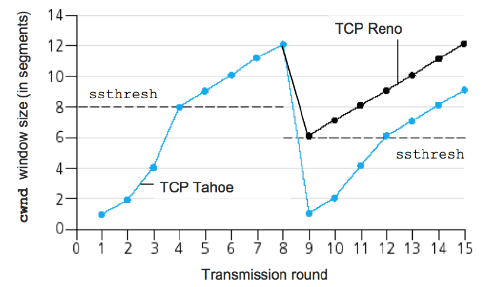 cwnd window size (in segments)
14
12
10
8
6
4
2
0
TCP Reno
ssthresh
ssthresh
TCP Tahoe
0 1 2 3 4 5 6 7 8 9 10 11 12 13 14 15
Transmission round